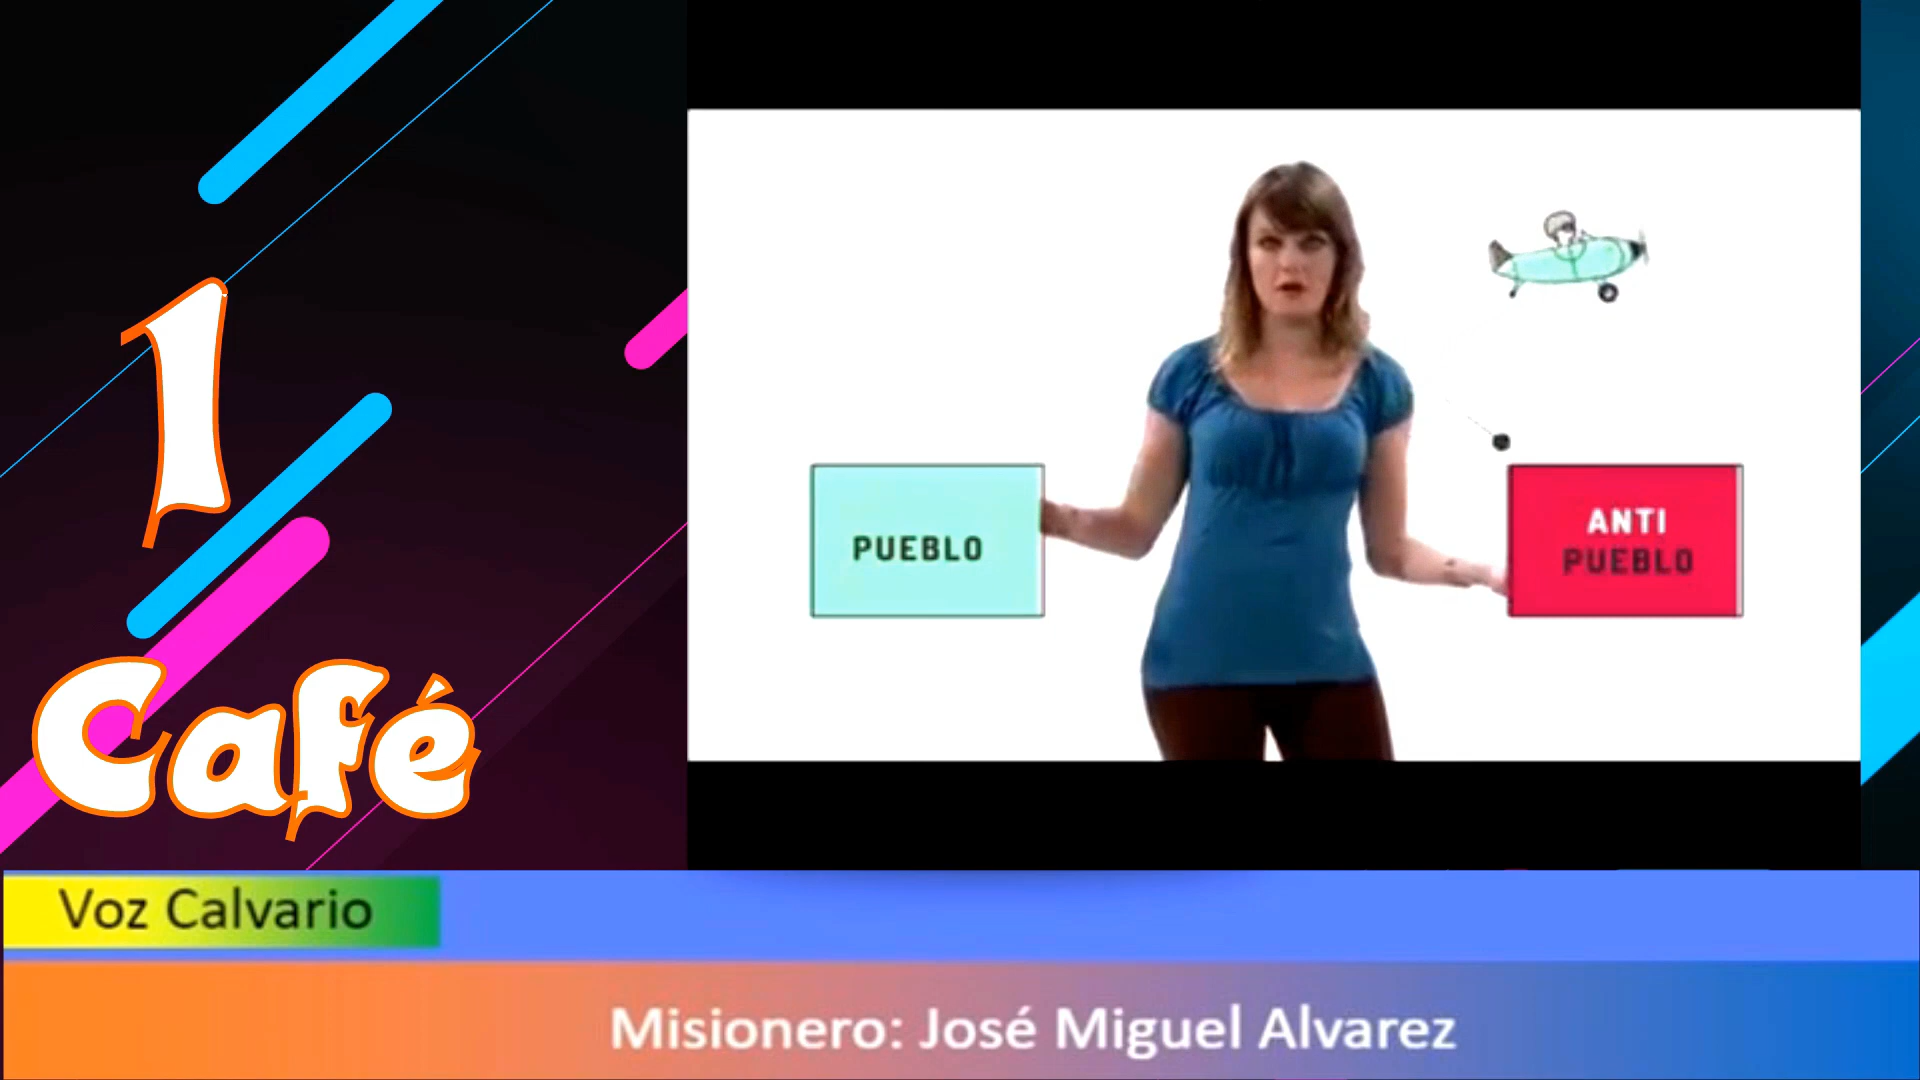 1
Café
PUEBLO
ANTI
PUEBLO
Voz Calvario
Misionero: José Miguel Alvarez